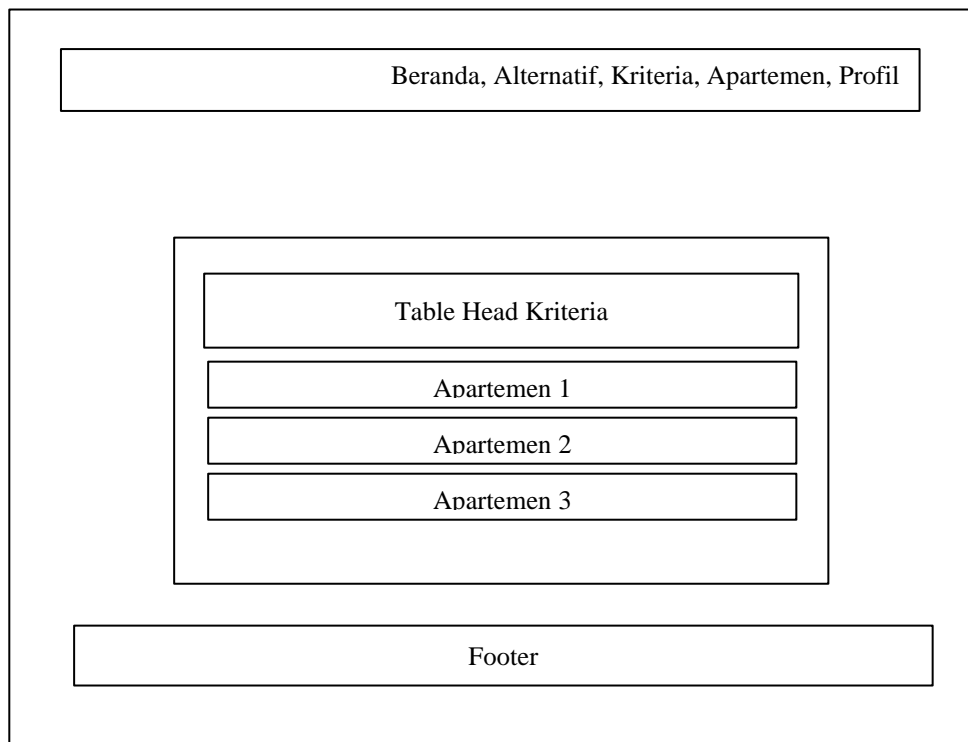 Beranda, Alternatif, Kriteria, Apartemen, Profil
Table Head Kriteria
Apartemen 1
Apartemen 2
Apartemen 3
Footer